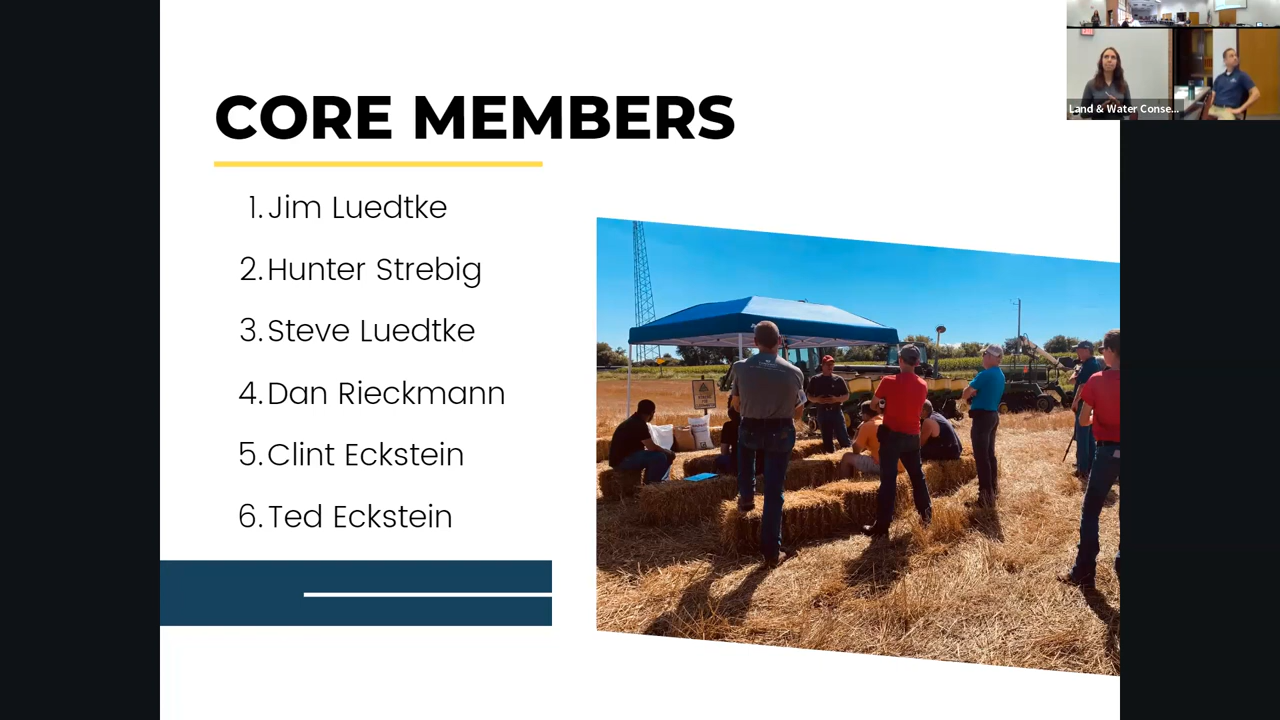 CORE MEMBERS
1. Jim Luedtke
2. Hunter Strebig
3. Steve Luedtke
4. Dan Rieckmann
5. Clint Eckstein
6. Ted Eckstein
EXIT
Land & Water Conse...